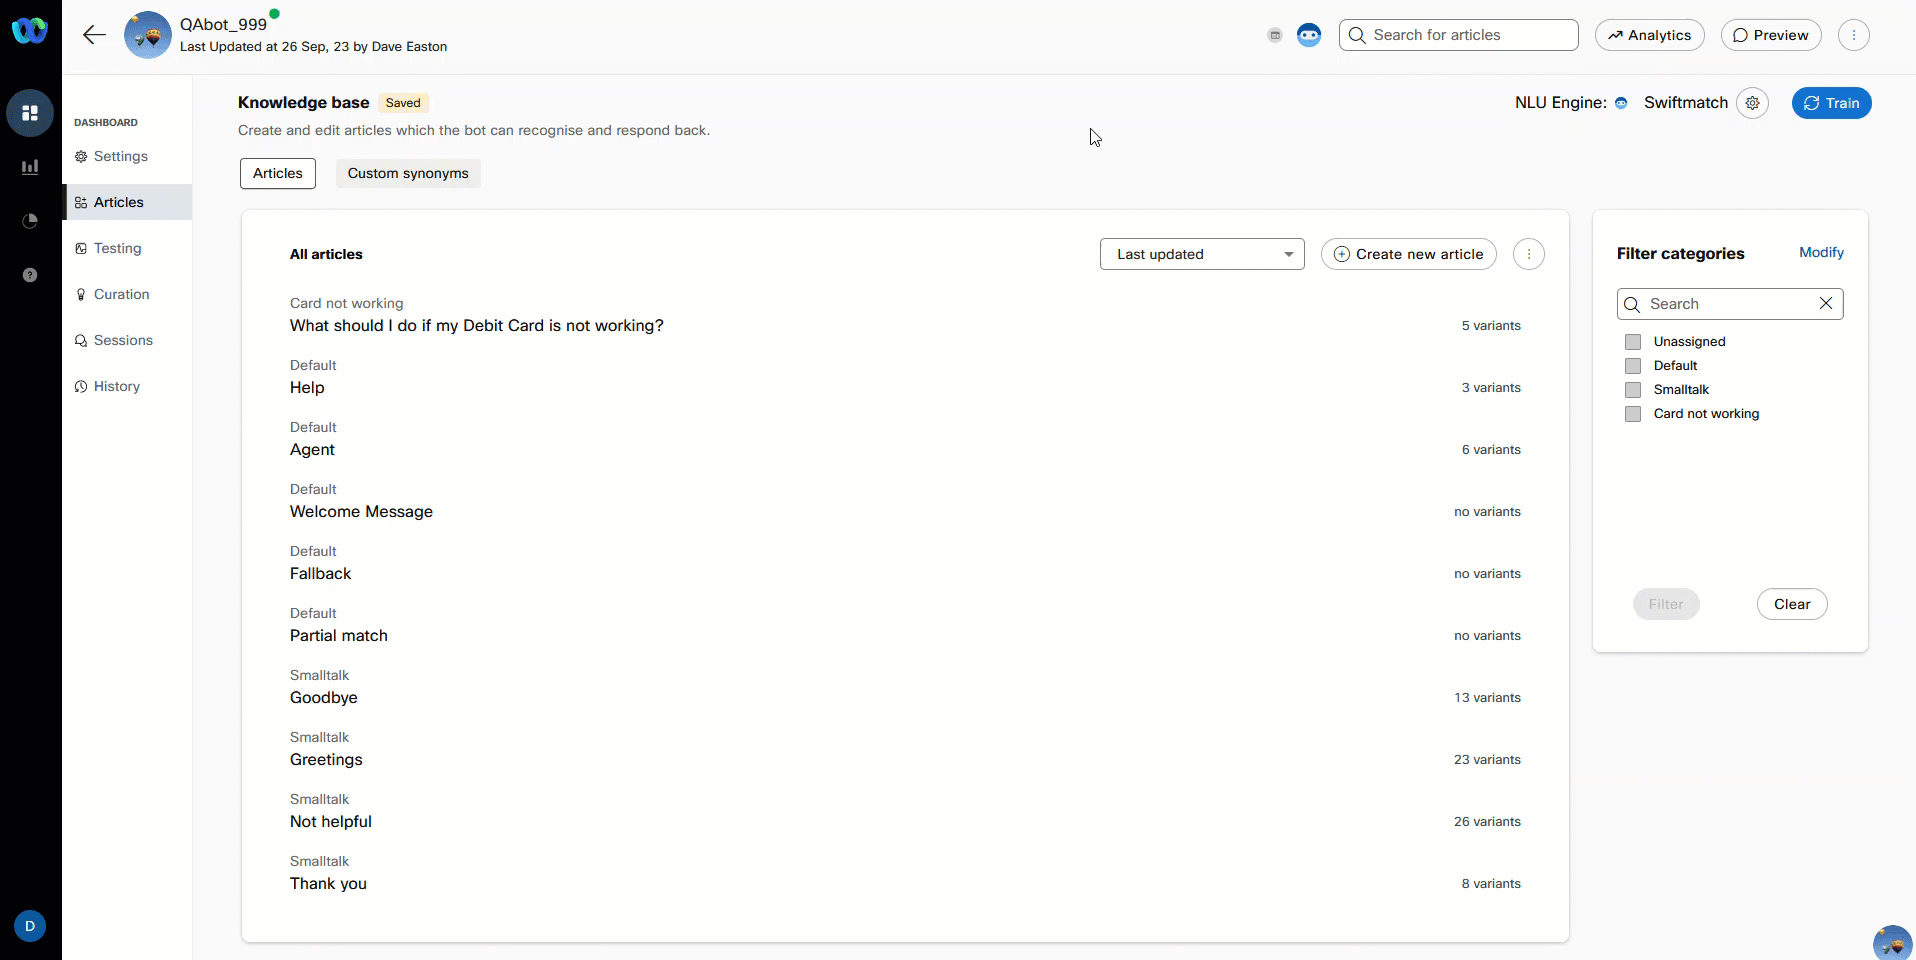 QAbot_999
Last Updated at 26 Sep, 23 by Dave Easton
Search for articles
Analytics
Preview
DASHBOARD
Settings
Articles
Testing
Curation
Sessions
History
D
Knowledge base Saved
Create and edit articles which the bot can recognise and respond back.
NLU Engine: Swiftmatch
Train
Articles Custom synonyms
All articles
Last updated
Create new article
Card not working
What should I do if my Debit Card is not working? 5 variants
Default
Help 3 variants
Default
Agent 6 variants
Default
Welcome Message no variants
Default
Fallback no variants
Default
Partial match no variants
Smalltalk
Goodbye 13 variants
Smalltalk
Greetings 23 variants
Smalltalk
Not helpful 26 variants
Smalltalk
Thank you 8 variants
Filter categories Modify
Search
Unassigned
Default
Smalltalk
Card not working
Filter Clear